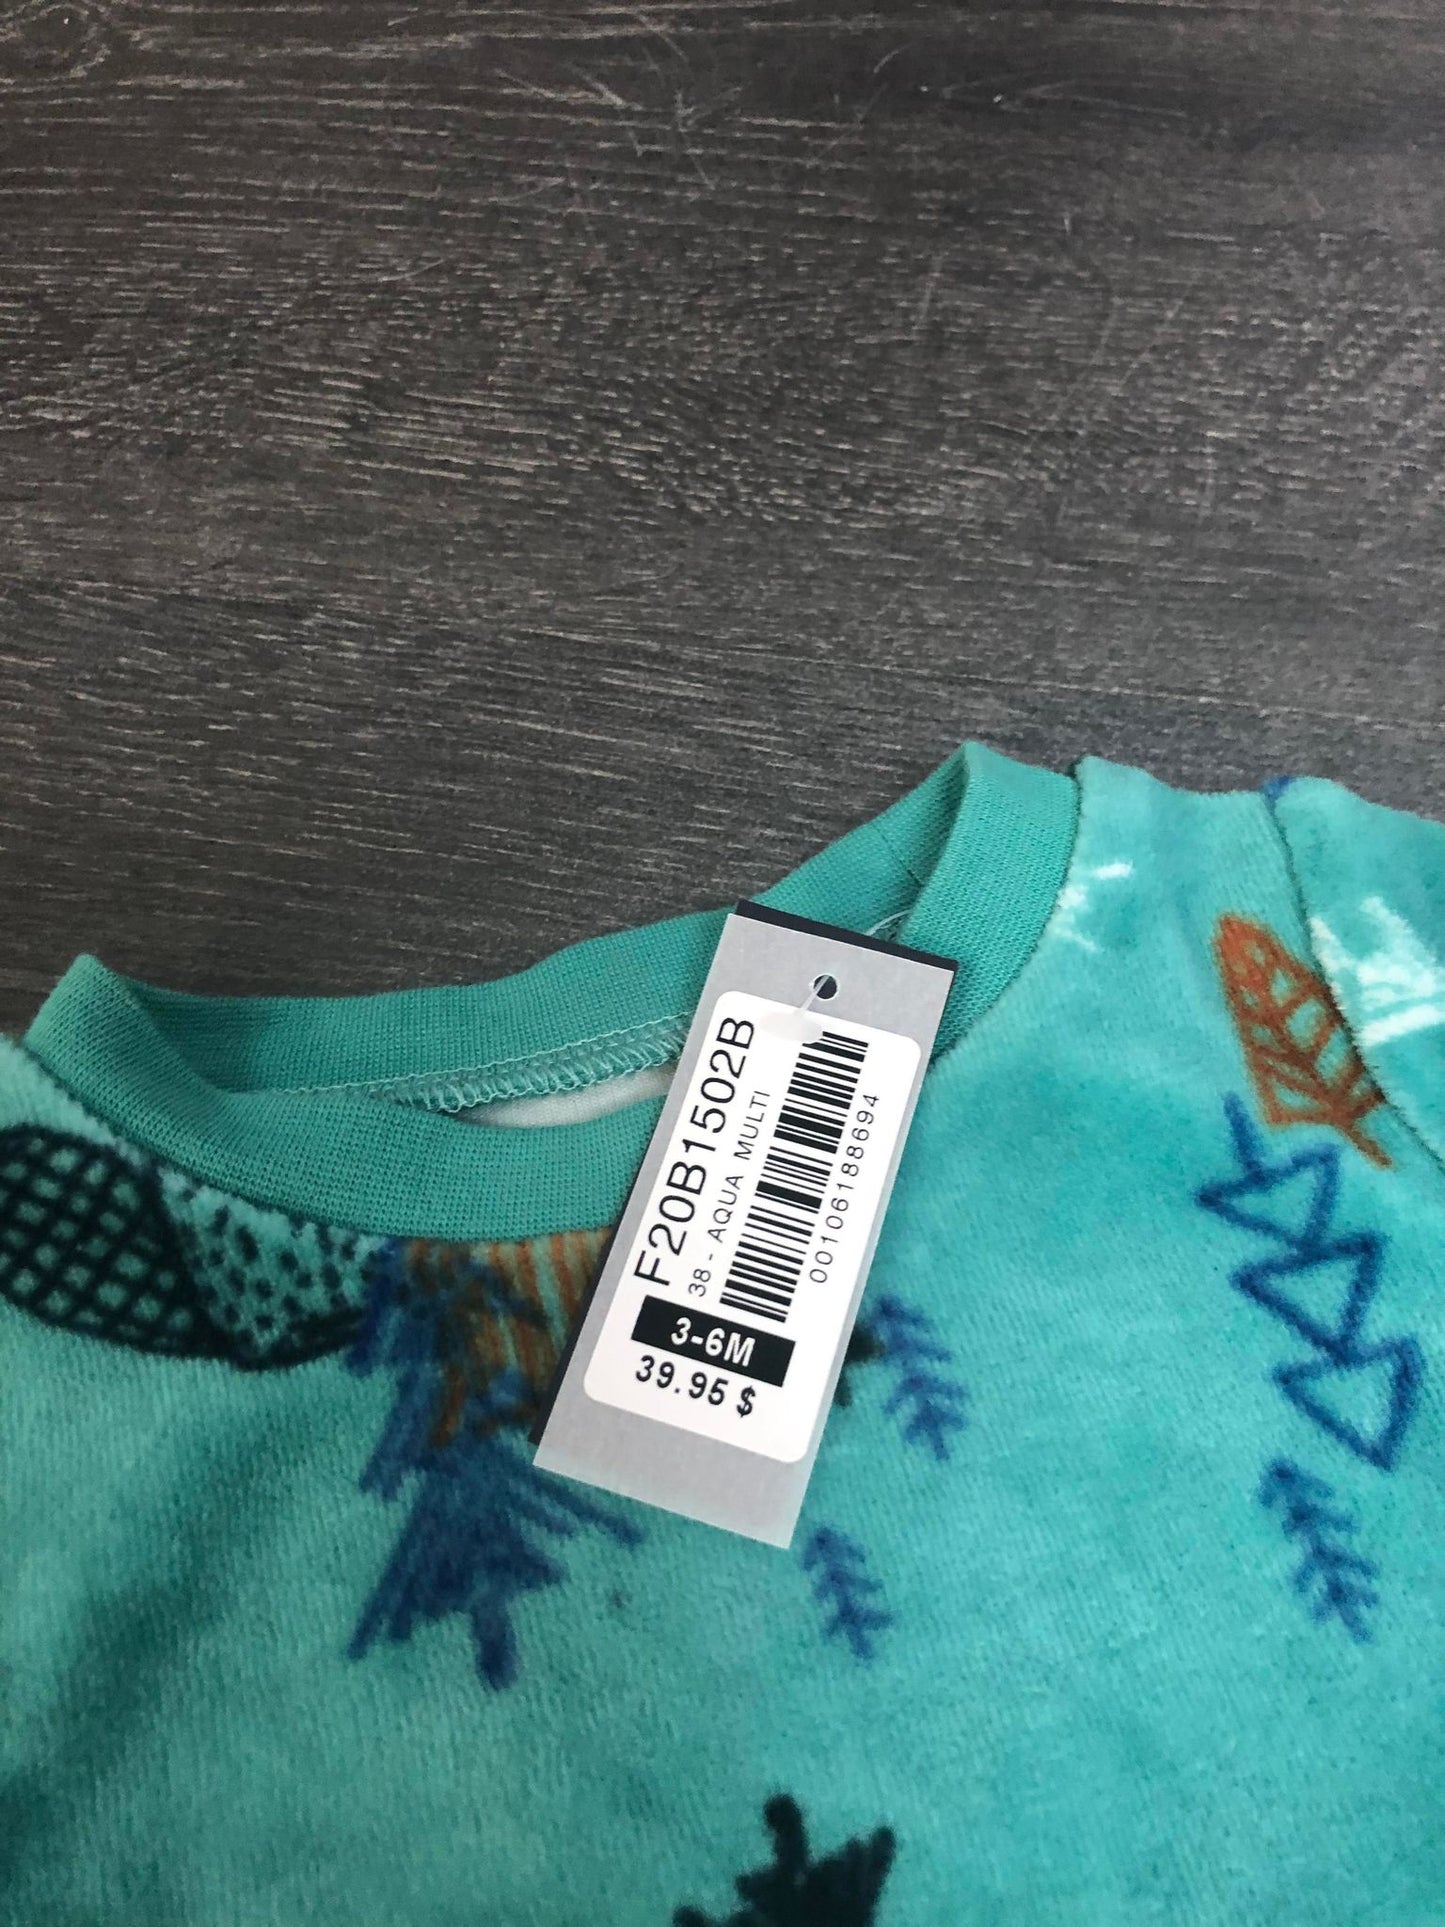 F20B1502B
38 - AQUA MULTI
00106188694
3-6M
39.95 $